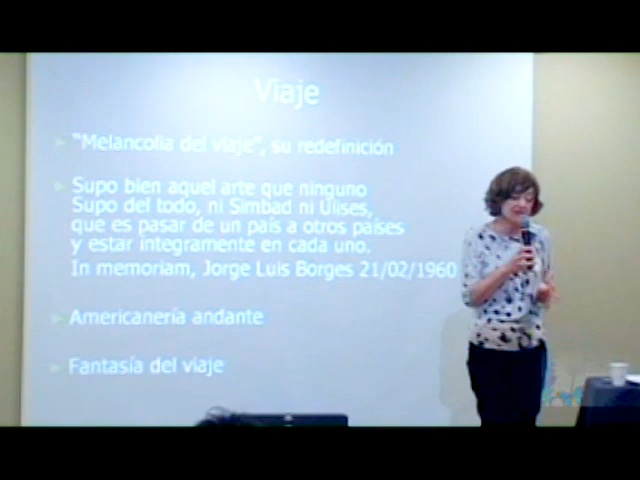 Viaje
"Melancolia del viaje", su redefinición
Supo bien aquel arte que ninguno
Supo del todo, ni Simbad ni Ulises,
que es pasar de un país a otros países
y estar integramente en cada uno.
In memoriam, Jorge Luis Borges 21/02/1960
Americanería andante
Fantasía del viaje